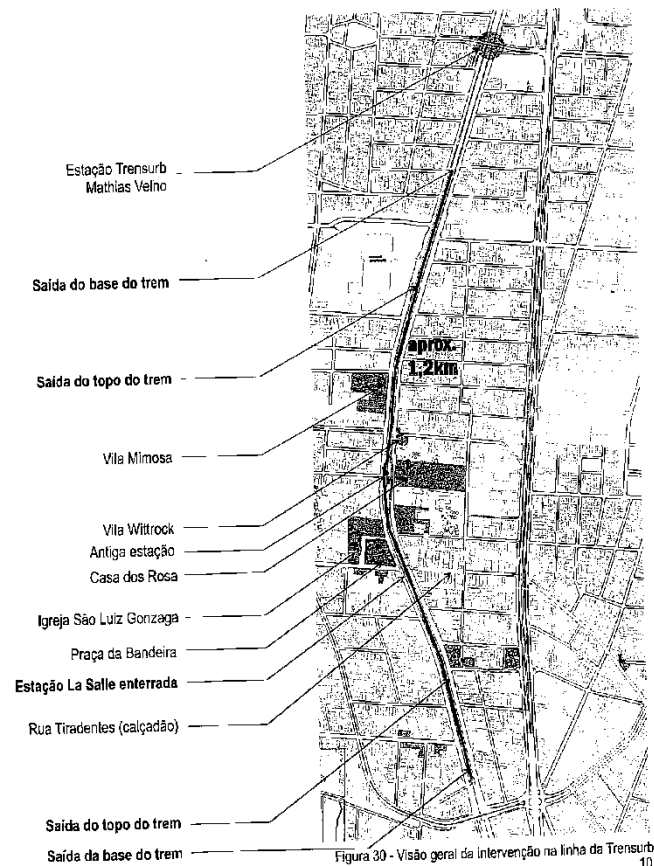 Estação Trensurb
Mathias Velho
Saída do base do trem
Saída do topo do trem
aprox.
1,2km
Vila Mimosa
Vila Wittrock
Antiga estação
Casa dos Rosa
Igreja São Luiz Gonzaga
Praça da Bandeira
Estação La Salle enterrada
Rua Tiradentes (calçadão)
Saída do topo do trem
Saída da base do trem
Figura 30 - Visão geral da intervenção na linha da Trensurb
10